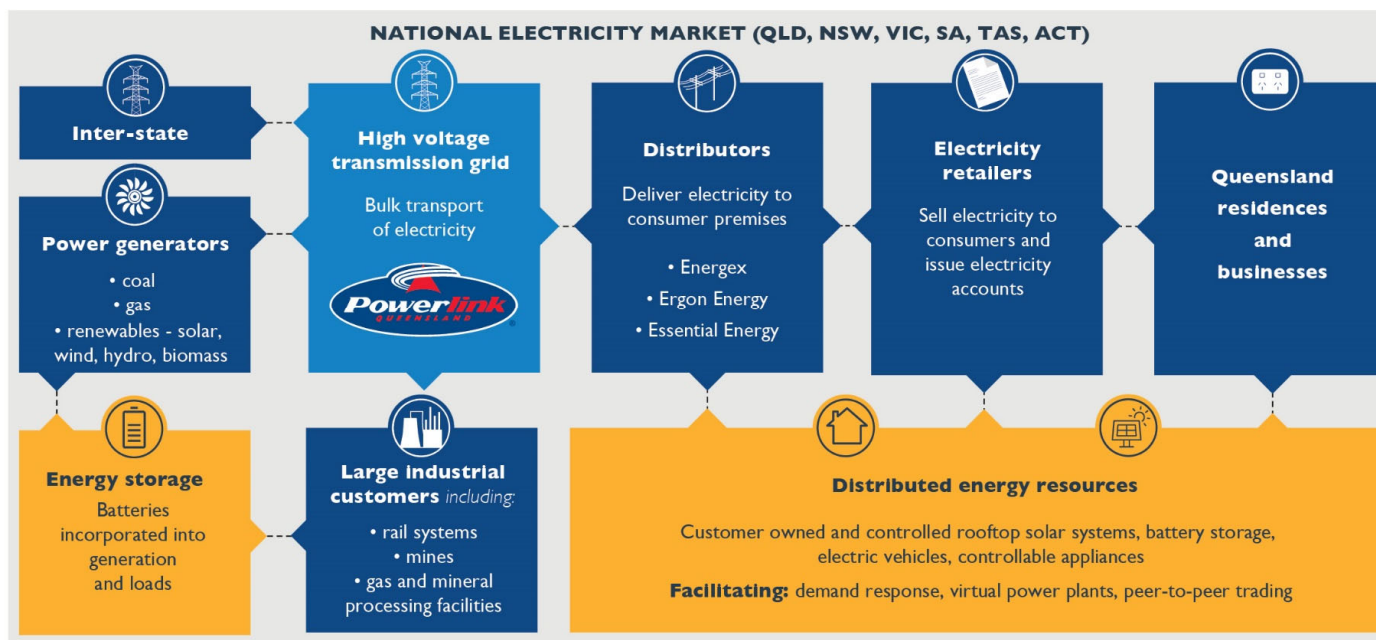 NATIONAL ELECTRICITY MARKET (QLD, NSW, VIC, SA, TAS, ACT)
Inter-state
Power generators
• coal
• gas
• renewables - solar,
wind, hydro, biomass
High voltage
transmission grid
Bulk transport
of electricity
Powerlink
QUEENSLAND
®
Distributors
Deliver electricity to
consumer premises
• Energex
• Ergon Energy
• Essential Energy
Electricity
retailers
Sell electricity to
consumers and
issue electricity
accounts
Queensland
residences
and
businesses
Energy storage
Batteries
incorporated into
generation
and loads
Large industrial
customers including:
• rail systems
• mines
• gas and mineral
processing facilities
Distributed energy resources
Customer owned and controlled rooftop solar systems, battery storage,
electric vehicles, controllable appliances
Facilitating: demand response, virtual power plants, peer-to-peer trading